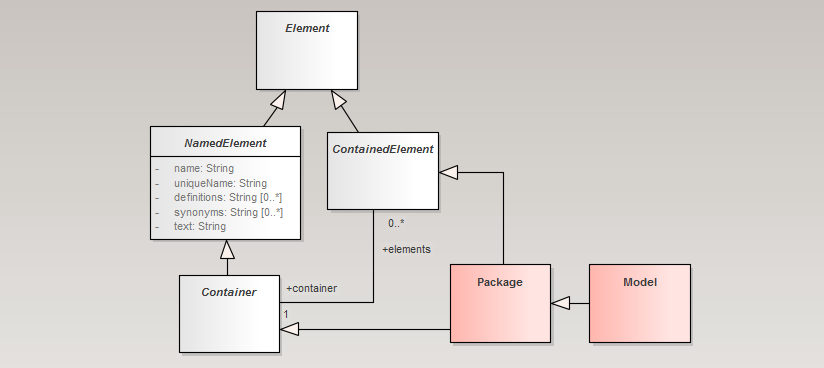 Element
NamedElement
- name: String
- uniqueName: String
- definitions: String [0..*]
- synonyms: String [0..*]
- text: String
ContainedElement
0..*
+elements
Container
+container
1
Package
Model